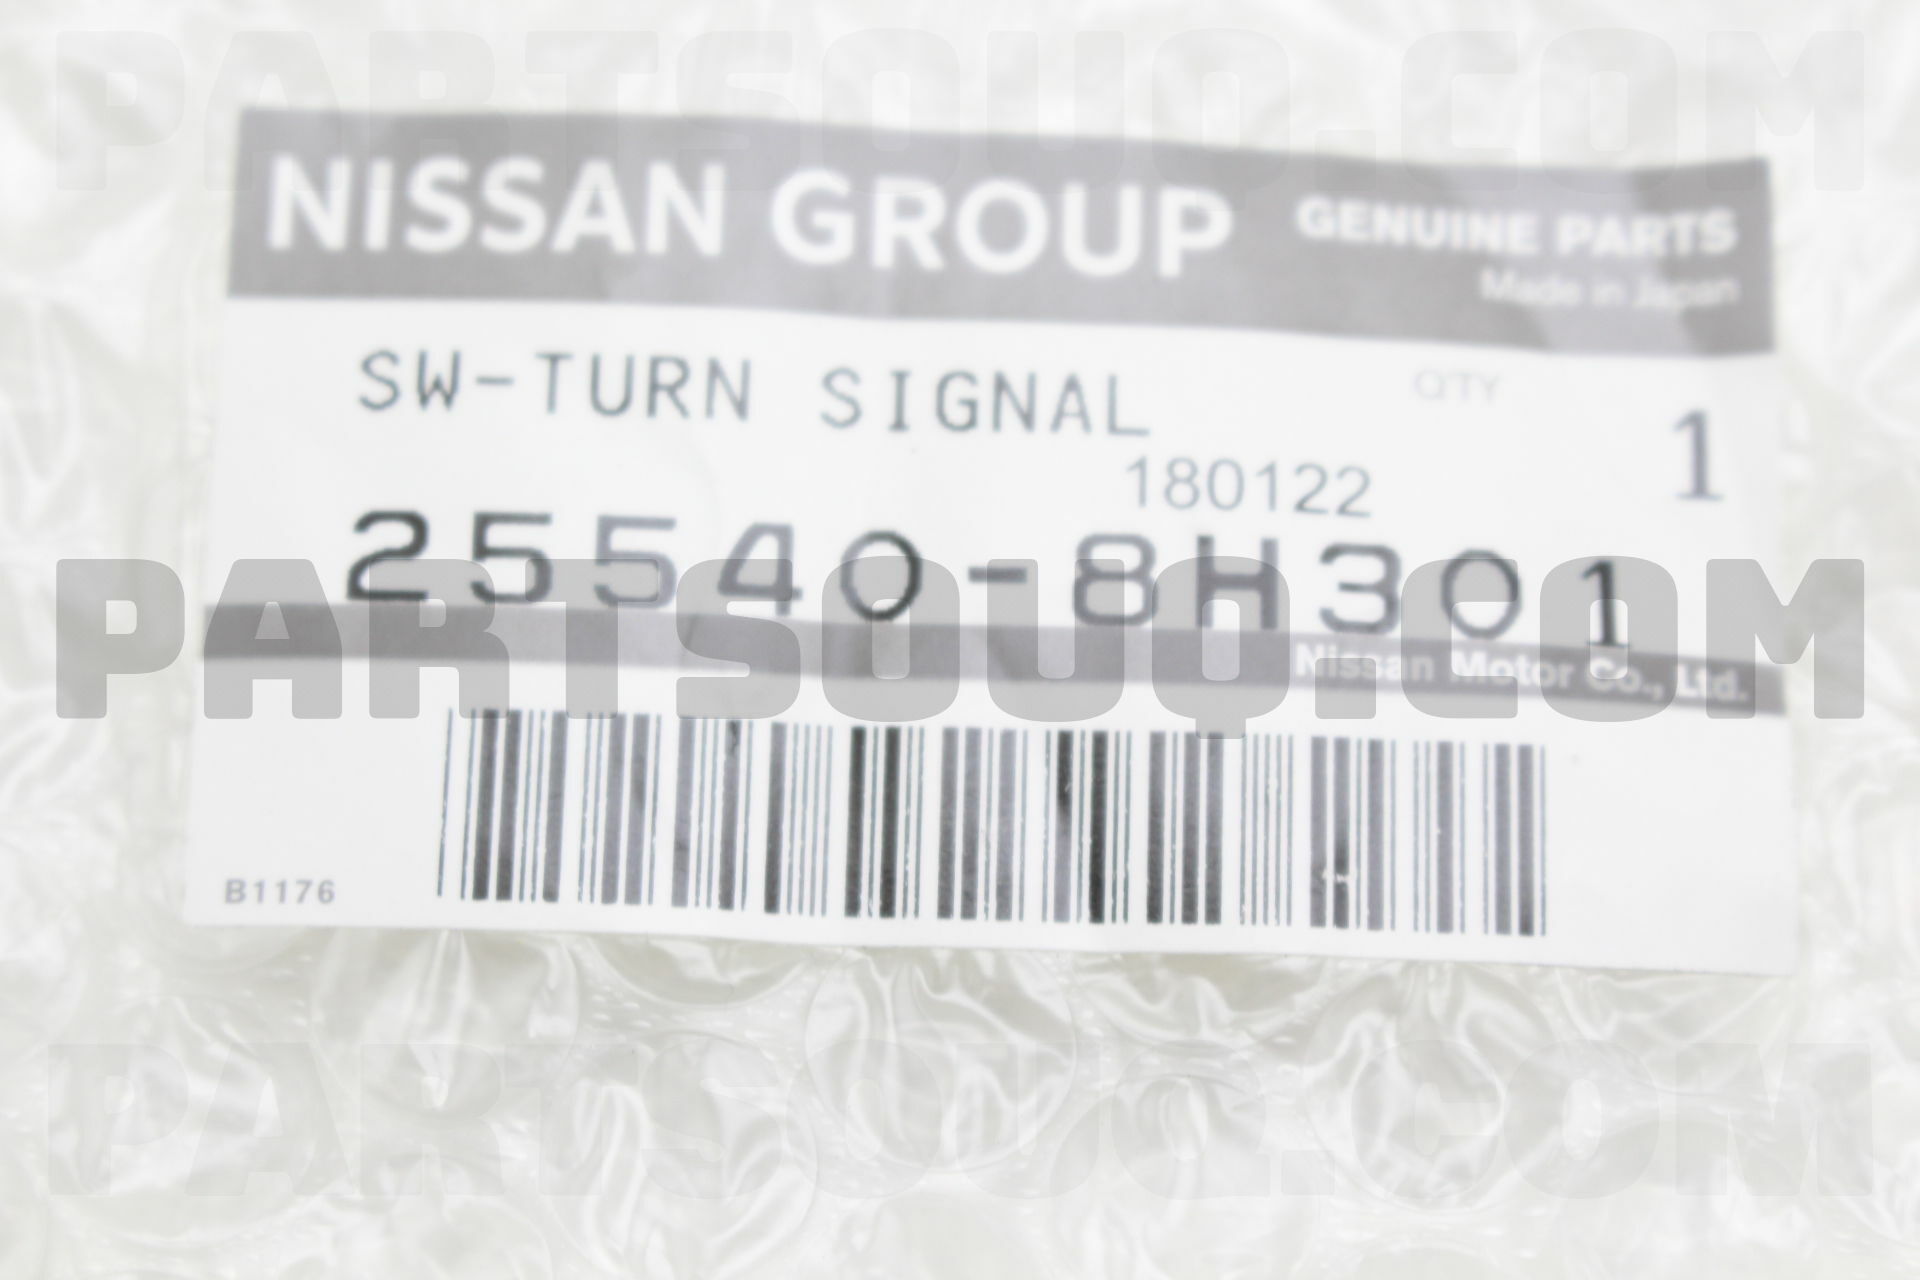 PARTSOUQ.COM
NISSAN GROUP GENUINE PARTS
Made in Japan
SW-TURN SIGNAL Q'TY 1
180122
25540-8H301
PARTSOUQ.COM
Nissan Motor Co., Ltd.
B1176
PARTSOUQ.COM